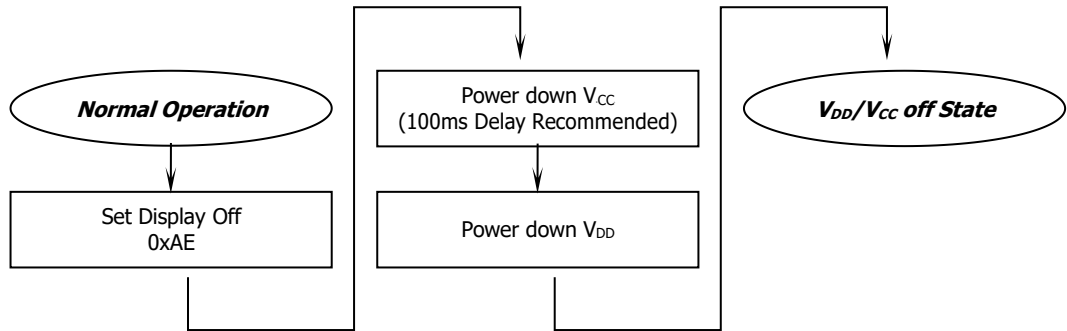 Normal Operation
Set Display Off
0xAE
Power down VCC
(100ms Delay Recommended)
Power down VDD
VDD/VCC off State